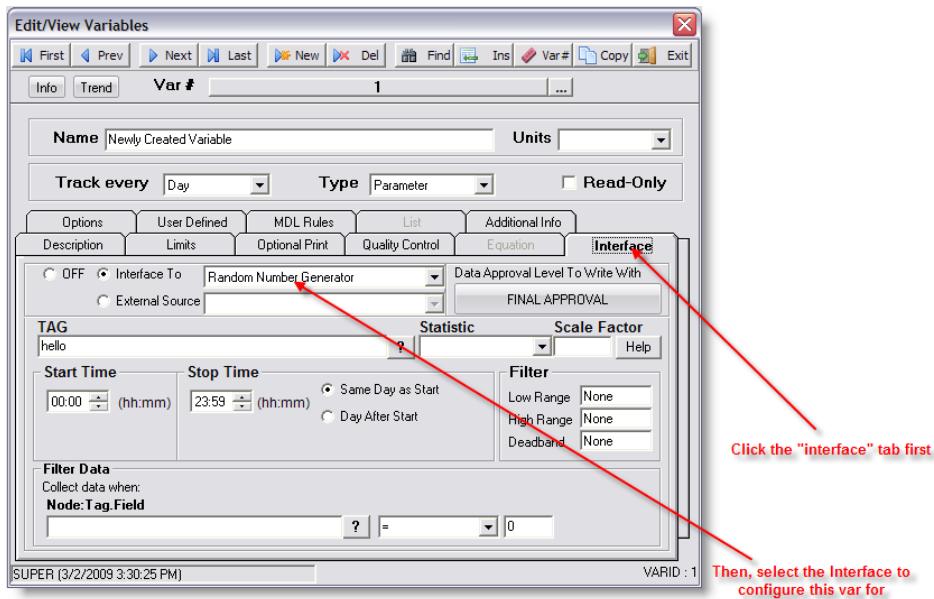 Edit/View Variables
First Prev Next Last New Del Find Ins Var# Copy Exit
Info Trend Var # 1 ...
Name Newly Created Variable Units
Track every Day Type Parameter Read-Only
Options User Defined MDL Rules List Additional Info
Description Limits Optional Print Quality Control Equation Interface
OFF Interface To Random Number Generator Data Approval Level To Write With
External Source FINAL APPROVAL
TAG Statistic Scale Factor
hello ? Help
Start Time Stop Time Filter
00:00 (hh:mm) 23:59 (hh:mm) Same Day as Start Low Range None
Day After Start High Range None
Deadband None
Click the "interface" tab first
Filter Data
Collect data when:
Node:Tag.Field
? = 0
SUPER (3/2/2009 3:30:25 PM) VARID : 1
Then, select the Interface to
configure this var for